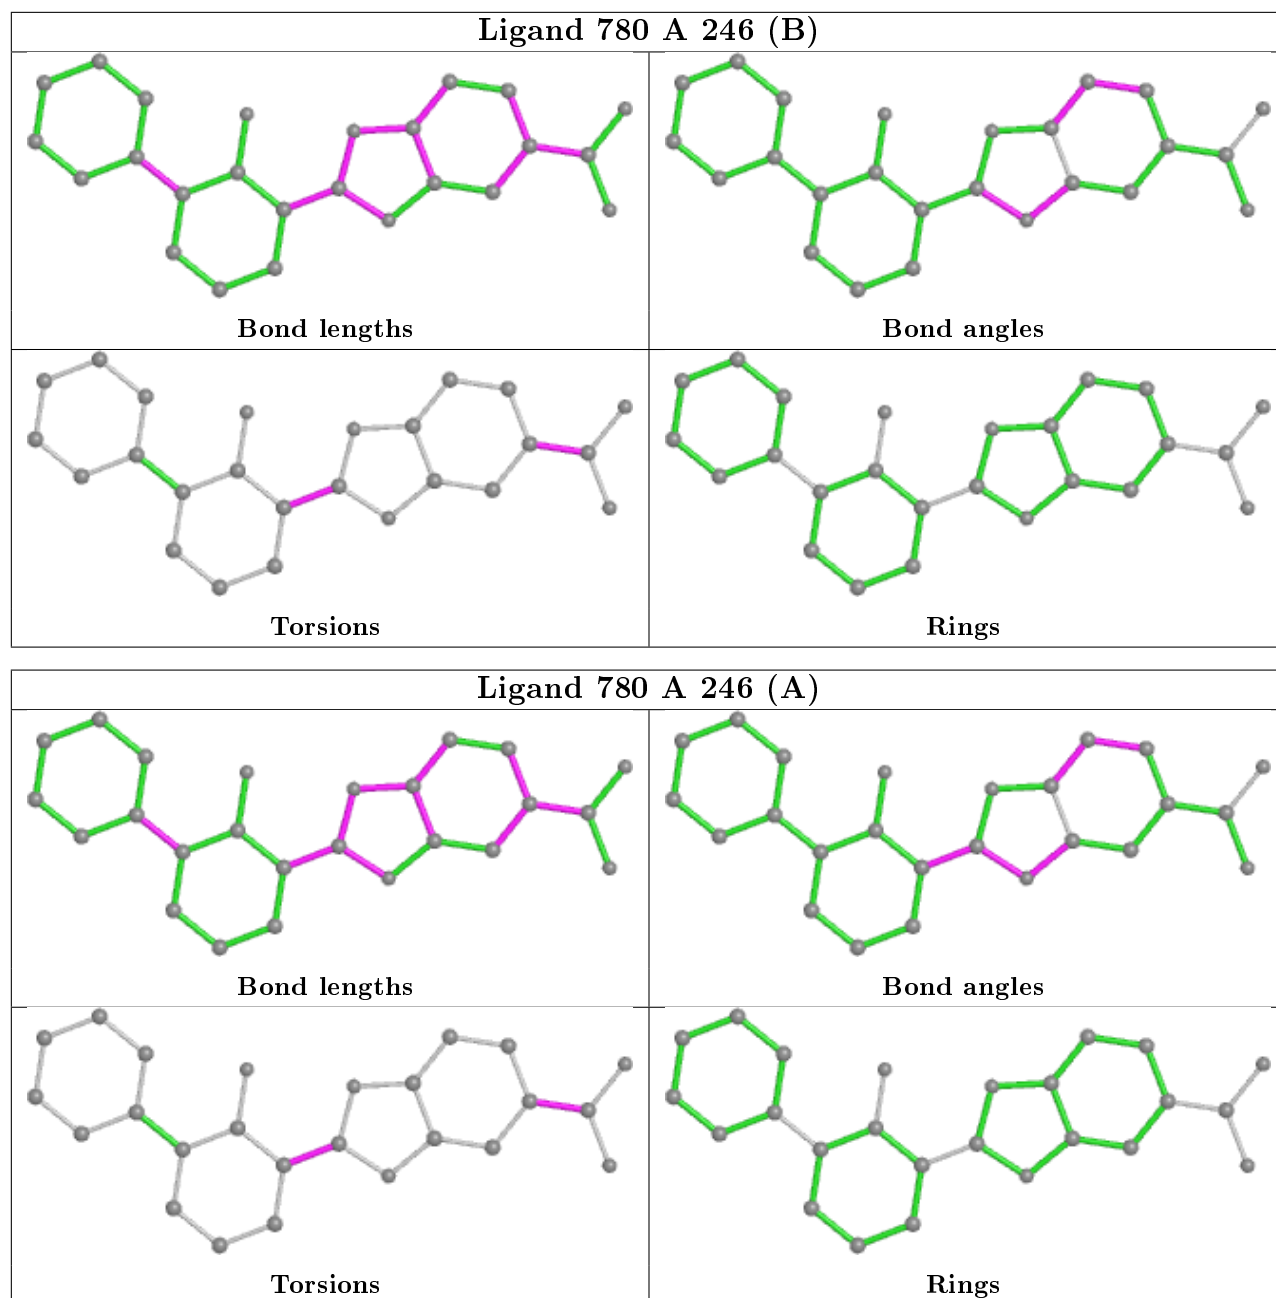 Ligand 780 A 246 (B)
Bond lengths
Bond angles
Torsions
Rings
Ligand 780 A 246 (A)
Bond lengths
Bond angles
Torsions
Rings